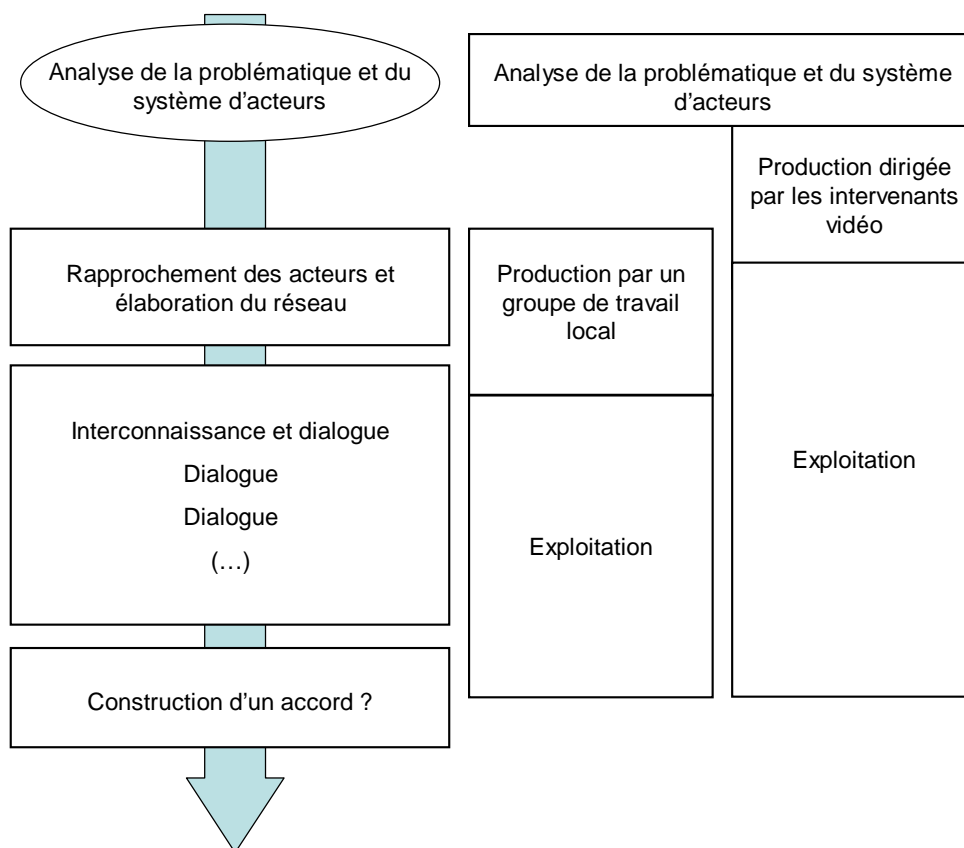 Analyse de la problématique et du
système d’acteurs
Rapprochement des acteurs et
élaboration du réseau
Interconnaissance et dialogue
Dialogue
Dialogue
(…)
Construction d’un accord ?
Analyse de la problématique et du système
d’acteurs
Production par un
groupe de travail
local
Exploitation
Production dirigée
par les intervenants
vidéo
Exploitation